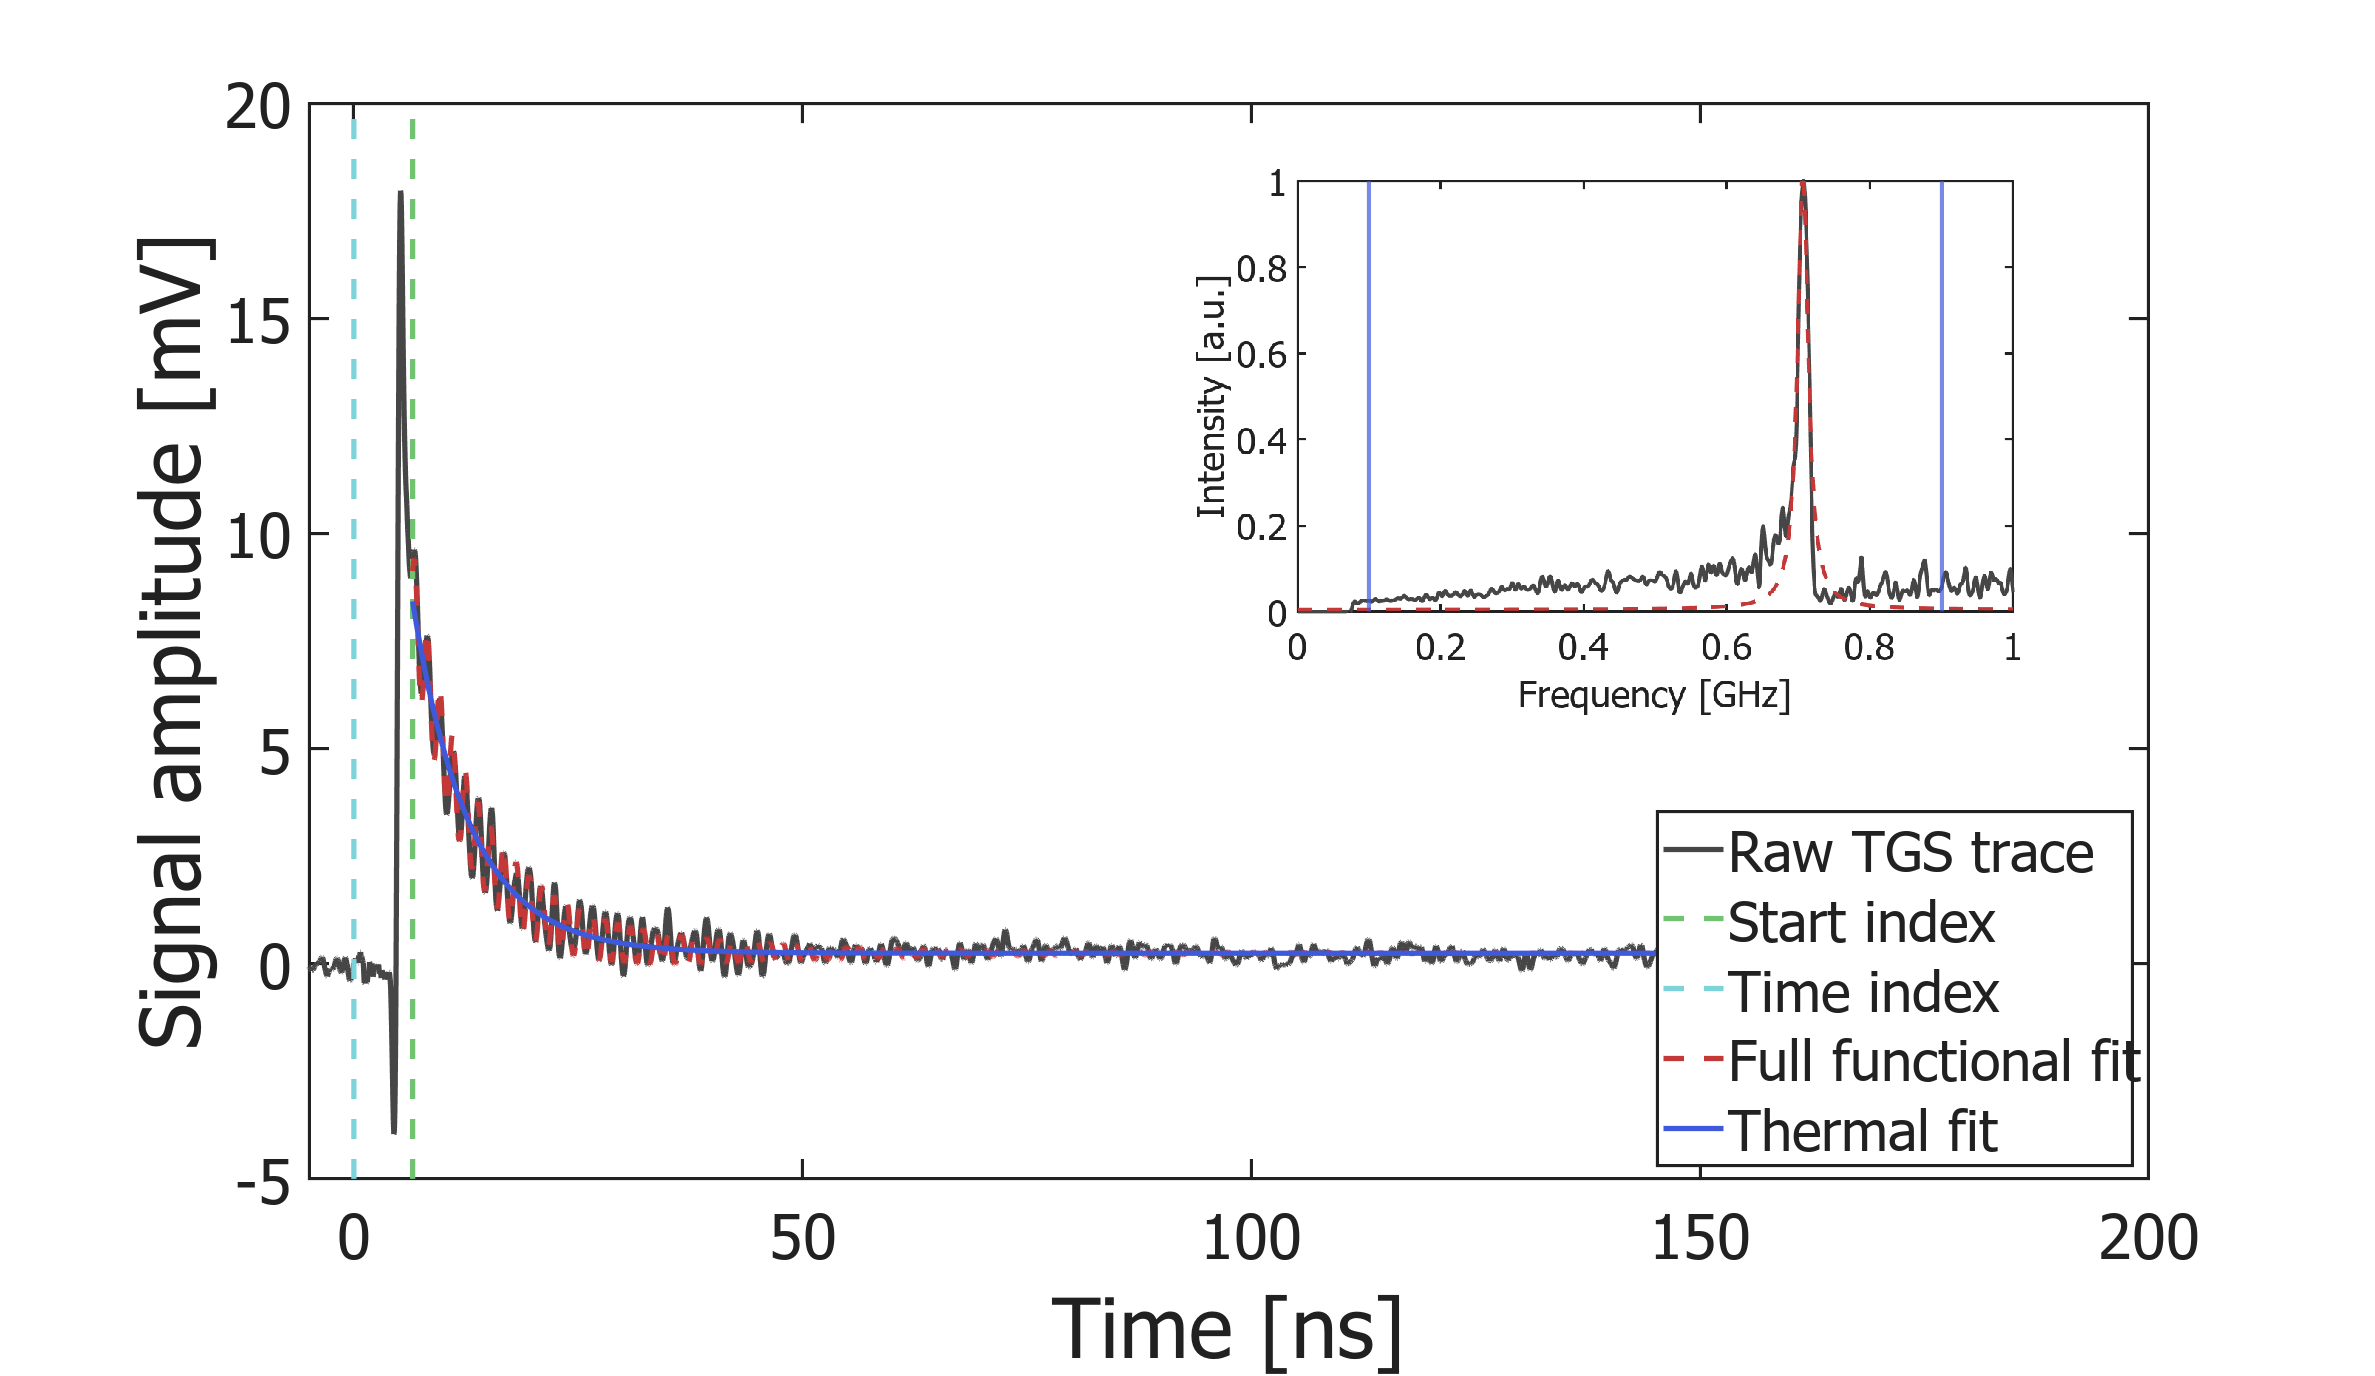 20
15
10
5
0
-5
Signal amplitude [mV]
0
50
100
150
200
Time [ns]
1
0.8
0.6
0.4
0.2
0
Intensity [a.u.]
0
0.2
0.4
0.6
0.8
1
Frequency [GHz]
Raw TGS trace
Start index
Time index
Full functional fit
Thermal fit